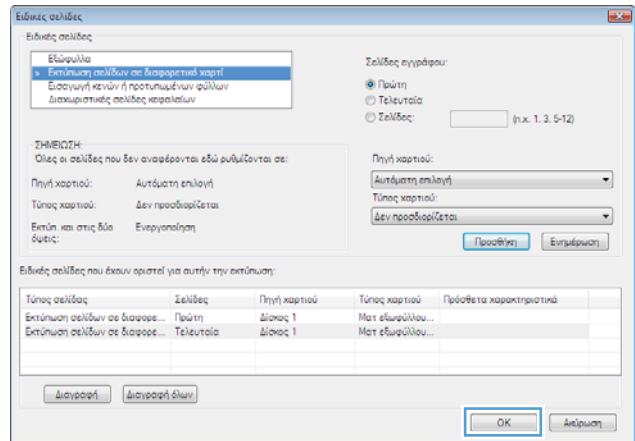 Ειδικές σελίδες
Ειδικές σελίδες
Εξώφυλλα
» Εκτύπωση σελίδων σε διαφορετικό χαρτί
Εισαγωγή κενών ή προτυπωμένων φύλλων
Διαχωριστικές σελίδες κεφαλαίων
Σελίδες εγγράφου:
Πρώτη
Τελευταία
Σελίδες:
(π.χ. 1, 3, 5-12)
ΣΗΜΕΙΩΣΗ:
Όλες οι σελίδες που δεν αναφέρονται εδώ ρυθμίζονται σε:
Πηγή χαρτιού: Αυτόματη επιλογή
Τύπος χαρτιού: Δεν προσδιορίζεται
Εκτύπ. και στις δύο Ενεργοποίηση
όψεις:
Πηγή χαρτιού:
Αυτόματη επιλογή
Τύπος χαρτιού:
Δεν προσδιορίζεται
Προσθήκη Ενημέρωση
Ειδικές σελίδες που έχουν οριστεί για αυτήν την εκτύπωση:
Τύπος σελίδας Σελίδες Πηγή χαρτιού Τύπος χαρτιού Πρόσθετα χαρακτηριστικά
Εκτύπωση σελίδων σε διαφορε... Πρώτη Δίσκος 1 Ματ εξωφύλλου...
Εκτύπωση σελίδων σε διαφορε... Τελευταία Δίσκος 1 Ματ εξωφύλλου...
Διαγραφή Διαγραφή όλων
OK Ακύρωση